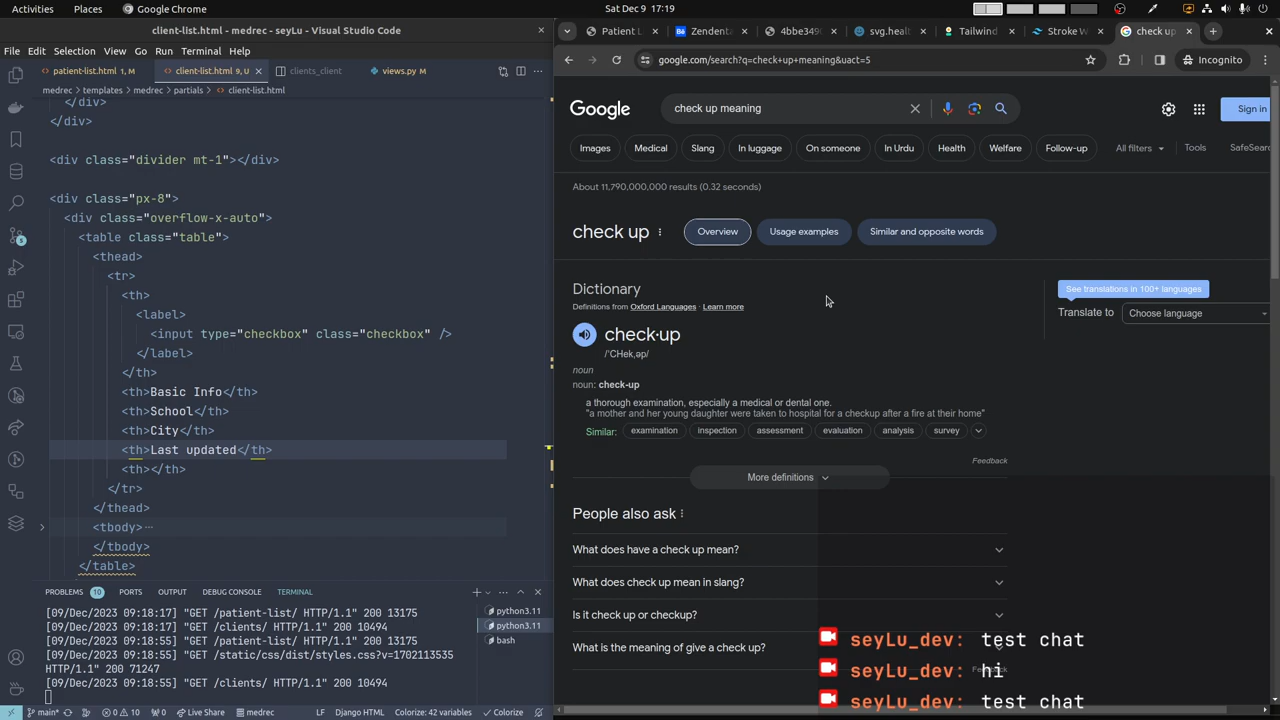 Activities Places Google Chrome Sat Dec 9 17:19
client-list.html - medrec - seyLu - Visual Studio Code
File Edit Selection View Go Run Terminal Help
patient-list.html 1, M client-list.html 9, U clients_client views.py M
medrec > templates > medrec > partials > client-list.html
</div>
</div>
<div class="divider mt-1"></div>
<div class="px-8">
<div class="overflow-x-auto">
<table class="table">
<thead>
<tr>
<th>
<label>
<input type="checkbox" class="checkbox" />
</label>
</th>
<th>Basic Info</th>
<th>School</th>
<th>City</th>
<th>Last updated</th>
<th></th>
</tr>
</thead>
<tbody>
</tbody>
</table>
PROBLEMS 10 PORTS OUTPUT DEBUG CONSOLE TERMINAL
[09/Dec/2023 09:18:17] "GET /patient-list/ HTTP/1.1" 200 13175
[09/Dec/2023 09:18:17] "GET /clients/ HTTP/1.1" 200 10494
[09/Dec/2023 09:18:55] "GET /patient-list/ HTTP/1.1" 200 13175
[09/Dec/2023 09:18:55] "GET /static/css/dist/styles.css?v=1702113535
HTTP/1.1" 200 71247
[09/Dec/2023 09:18:55] "GET /clients/ HTTP/1.1" 200 10494
python3.11
python3.11
bash
main* 0 10 0 Live Share medrec LF Django HTML Colorize: 42 variables Colorize
Patient L Zendenta 4bbe349 svg.healt Tailwind Stroke W check up
google.com/search?q=check+up+meaning&uact=5 Incognito
Google check up meaning Sign in
Images Medical Slang In luggage On someone In Urdu Health Welfare Follow-up All filters Tools SafeSearc
About 11,790,000,000 results (0.32 seconds)
check up Overview Usage examples Similar and opposite words
Dictionary
Definitions from Oxford Languages · Learn more
See translations in 100+ languages
Translate to Choose language
check·up
/ˈCHekˌəp/
noun
noun: check-up
a thorough examination, especially a medical or dental one.
"a mother and her young daughter were taken to hospital for a checkup after a fire at their home"
Similar: examination inspection assessment evaluation analysis survey
Feedback
More definitions
People also ask
What does have a check up mean?
What does check up mean in slang?
Is it check up or checkup?
What is the meaning of give a check up?
seyLu_dev: test chat
seyLu_dev: hi
seyLu_dev: test chat